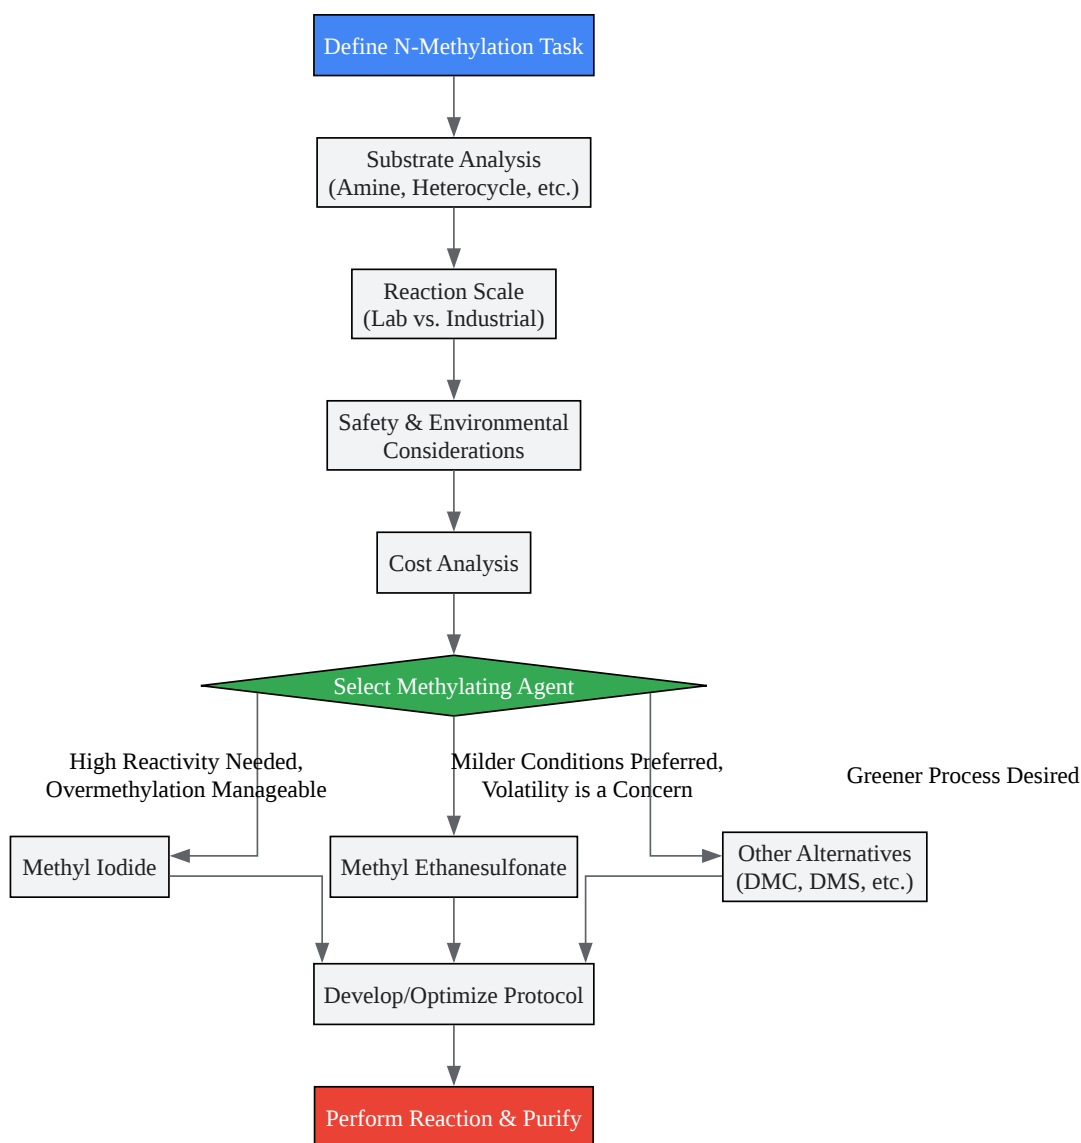 Define N-Methylation Task
Substrate Analysis
(Amine, Heterocycle, etc.)
Reaction Scale
(Lab vs. Industrial)
Safety & Environmental
Considerations
Cost Analysis
Select Methylating Agent
High Reactivity Needed,
Overmethylation Manageable
Milder Conditions Preferred,
Volatility is a Concern
Greener Process Desired
Methyl Iodide
Methyl Ethanesulfonate
Other Alternatives
(DMC, DMS, etc.)
Develop/Optimize Protocol
Perform Reaction & Purify